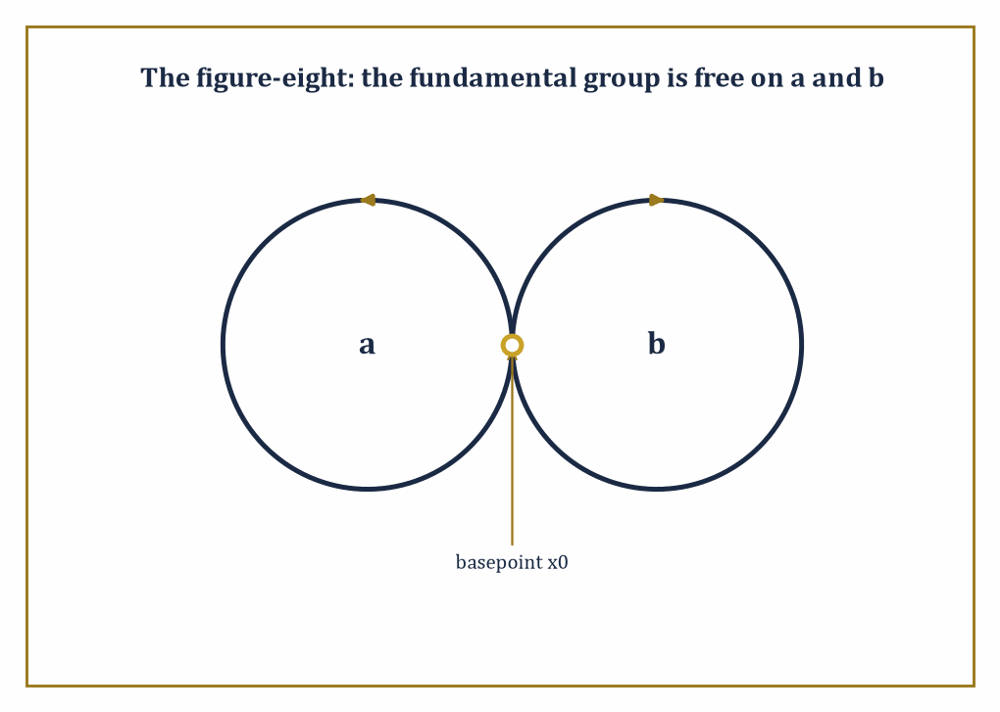 The figure-eight: the fundamental group is free on a and b
a
b
basepoint x0